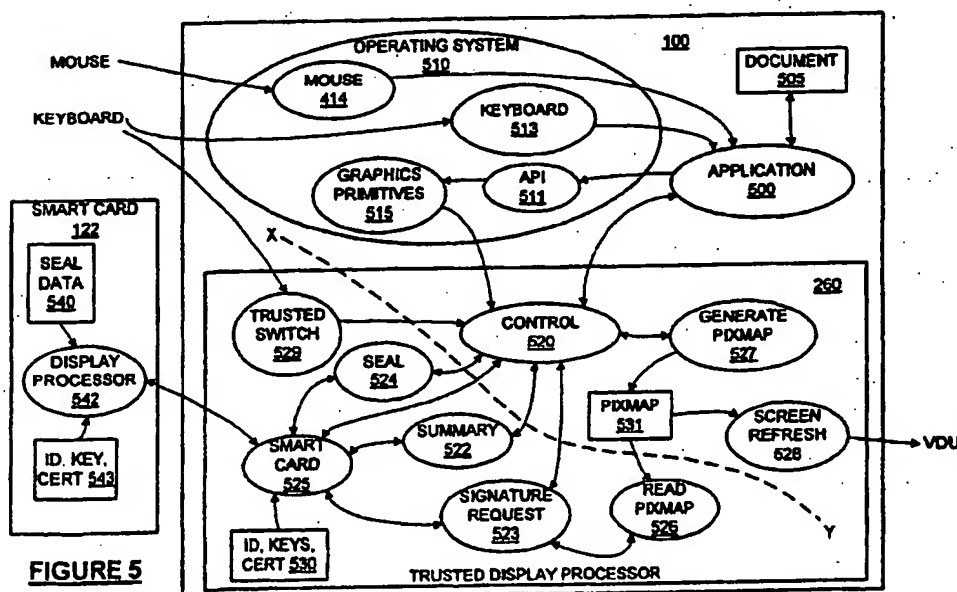 OPERATING SYSTEM
510
100
MOUSE
MOUSE
414
DOCUMENT
505
KEYBOARD
KEYBOARD
513
APPLICATION
500
API
511
GRAPHICS
PRIMITIVES
515
SMART CARD
122
SEAL
DATA
540
DISPLAY
PROCESSOR
542
ID, KEY,
CERT 543
X
260
TRUSTED
SWITCH
529
CONTROL
520
GENERATE
PIXMAP
527
SEAL
524
PIXMAP
531
SCREEN
REFRESH
528
VDU
SUMMARY
522
SMART
CARD
525
SIGNATURE
REQUEST
523
READ
PIXMAP
526
Y
ID, KEYS,
CERT 530
TRUSTED DISPLAY PROCESSOR
FIGURE 5